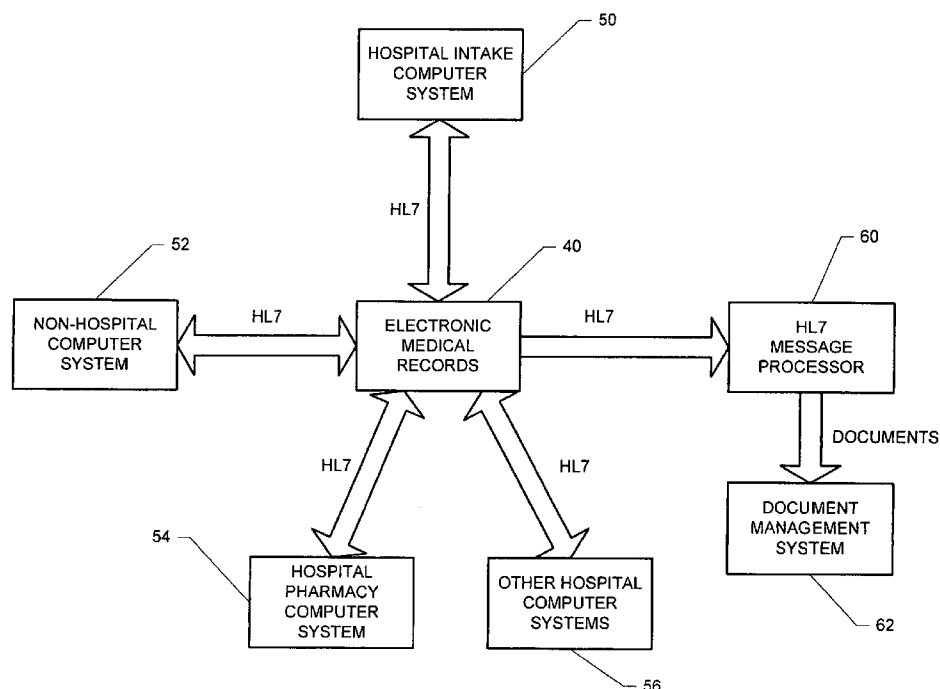 50
HOSPITAL INTAKE
COMPUTER
SYSTEM
HL7
52
40
60
NON-HOSPITAL
COMPUTER
SYSTEM
HL7
ELECTRONIC
MEDICAL
RECORDS
HL7
HL7
MESSAGE
PROCESSOR
DOCUMENTS
HL7
HL7
54
HOSPITAL
PHARMACY
COMPUTER
SYSTEM
OTHER HOSPITAL
COMPUTER
SYSTEMS
DOCUMENT
MANAGEMENT
SYSTEM
62
56